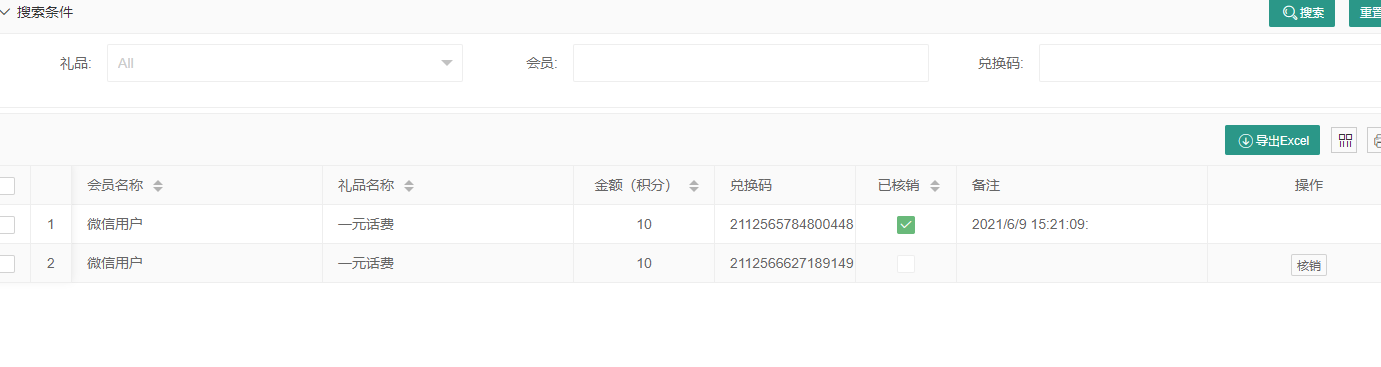 搜索条件 搜索 重置
礼品: All 会员: 兑换码:
导出Excel
会员名称 礼品名称 金额（积分） 兑换码 已核销 备注 操作
1 微信用户 一元话费 10 2112565784800448 2021/6/9 15:21:09:
2 微信用户 一元话费 10 2112566627189149 核销